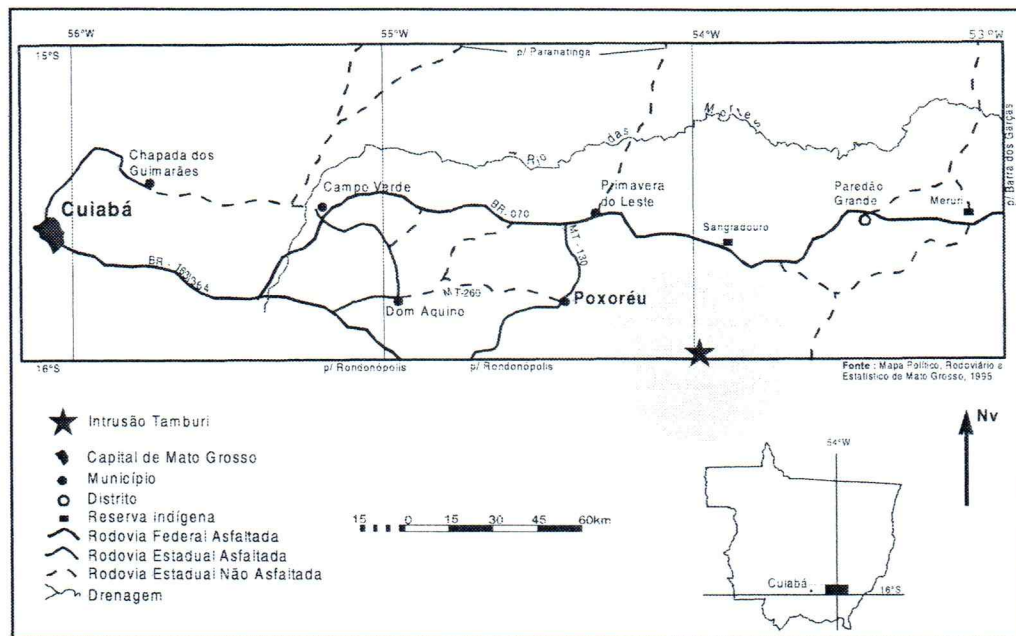 56°W
55°W
54°W
53°W
15°S
p/ Paranatinga
Rio das Mortes
p/ Barra dos Garças
Chapada dos
Guimarães
Campo Verde
Primavera
do Leste
Paredão
Grande
Meruri
Cuiabá
BR-070
MT-130
Sangradouro
BR-163/364
MT-260
Dom Aquino
Poxoréu
16°S
p/ Rondonópolis
p/ Rondonópolis
Fonte : Mapa Político, Rodoviário e
Estatístico de Mato Grosso, 1995
Intrusão Tamburi
Capital de Mato Grosso
Município
Distrito
Reserva indígena
Rodovia Federal Asfaltada
Rodovia Estadual Asfaltada
Rodovia Estadual Não Asfaltada
Drenagem
15 0 15 30 45 60km
Nv
54°W
Cuiabá
16°S